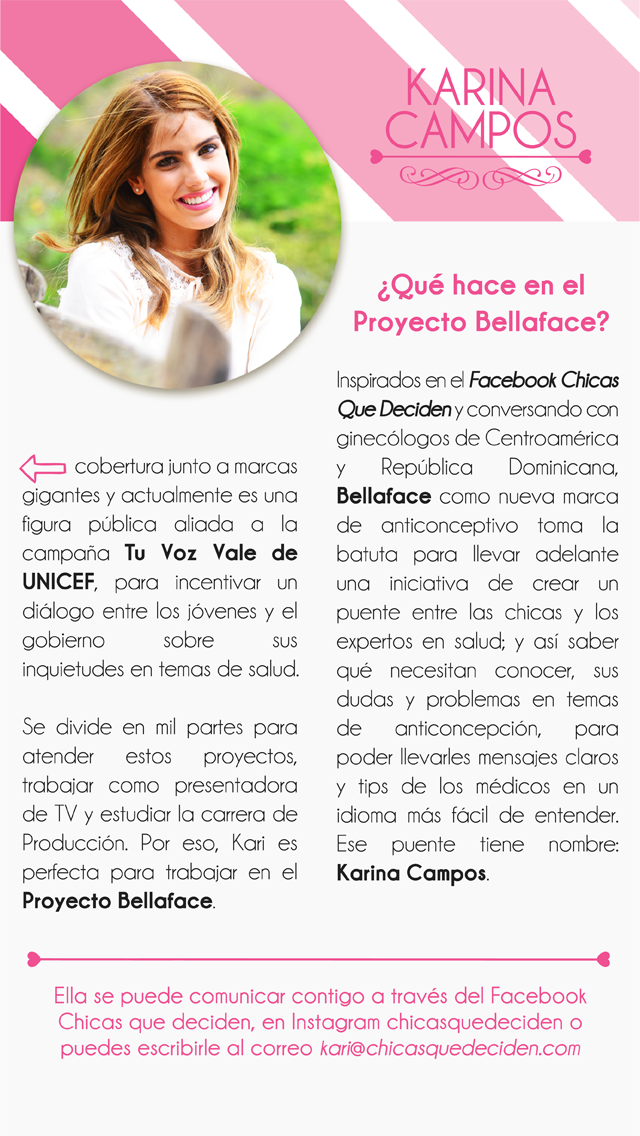 KARINA
CAMPOS
cobertura junto a marcas
gigantes y actualmente es una
figura pública aliada a la
campaña Tu Voz Vale de
UNICEF, para incentivar un
diálogo entre los jóvenes y el
gobierno sobre sus
inquietudes en temas de salud.
Se divide en mil partes para
atender estos proyectos,
trabajar como presentadora
de TV y estudiar la carrera de
Producción. Por eso, Kari es
perfecta para trabajar en el
Proyecto Bellaface.
¿Qué hace en el
Proyecto Bellaface?
Inspirados en el Facebook Chicas
Que Deciden y conversando con
ginecólogos de Centroamérica
y República Dominicana,
Bellaface como nueva marca
de anticonceptivo toma la
batuta para llevar adelante
una iniciativa de crear un
puente entre las chicas y los
expertos en salud; y así saber
qué necesitan conocer, sus
dudas y problemas en temas
de anticoncepción, para
poder llevarles mensajes claros
y tips de los médicos en un
idioma más fácil de entender.
Ese puente tiene nombre:
Karina Campos.
Ella se puede comunicar contigo a través del Facebook
Chicas que deciden, en Instagram chicasquedeciden o
puedes escribirle al correo kari@chicasquedeciden.com